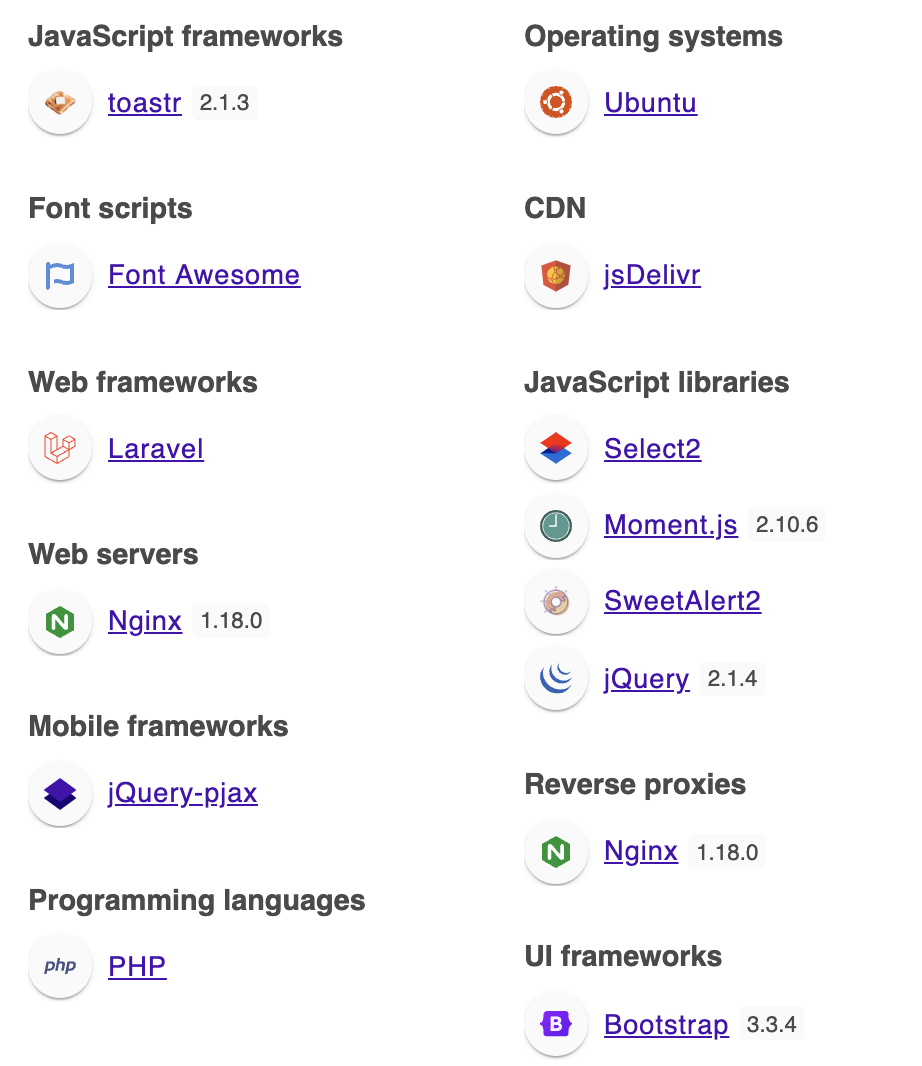 JavaScript frameworks
toastr 2.1.3
Font scripts
Font Awesome
Web frameworks
Laravel
Web servers
Nginx 1.18.0
Mobile frameworks
jQuery-pjax
Programming languages
php PHP
Operating systems
Ubuntu
CDN
jsDelivr
JavaScript libraries
Select2
Moment.js 2.10.6
SweetAlert2
jQuery 2.1.4
Reverse proxies
Nginx 1.18.0
UI frameworks
B Bootstrap 3.3.4